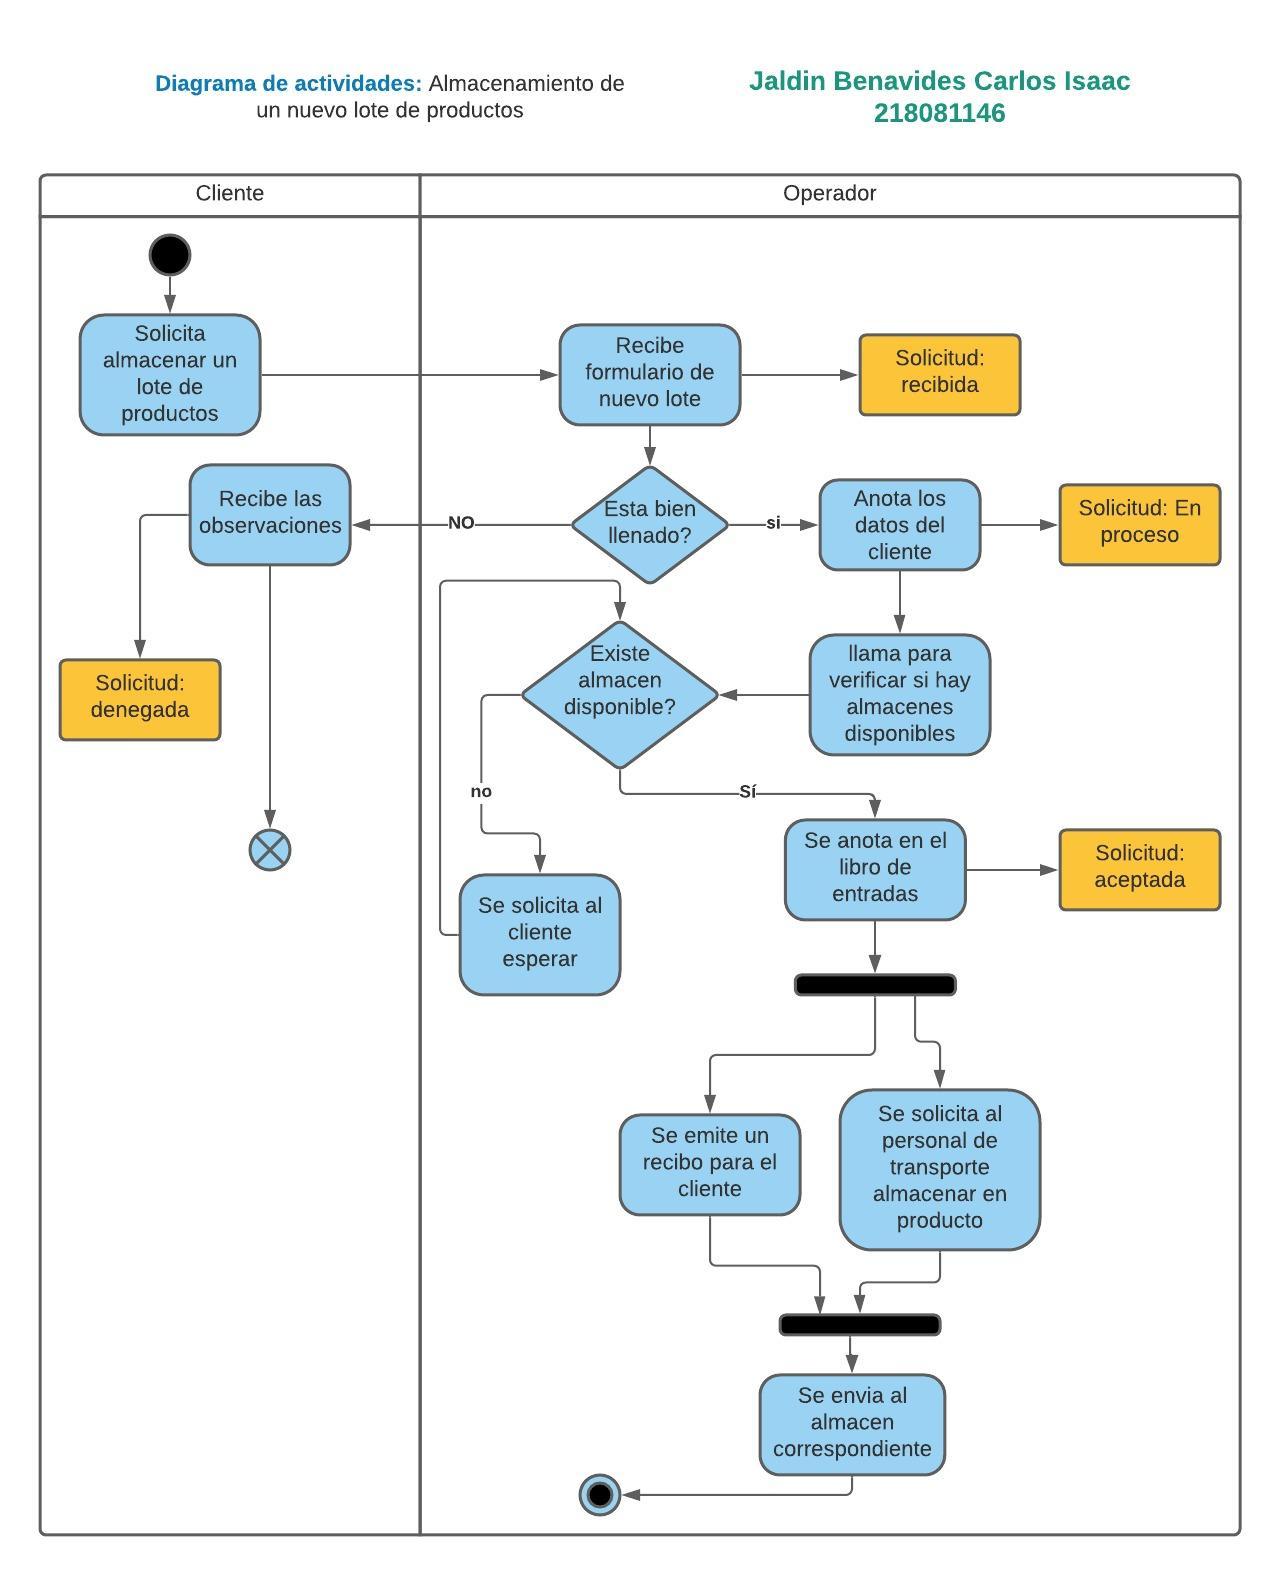 Diagrama de actividades: Almacenamiento de
un nuevo lote de productos
Jaldin Benavides Carlos Isaac
218081146
Cliente
Operador
Solicita
almacenar un
lote de
productos
Recibe
formulario de
nuevo lote
Solicitud:
recibida
Recibe las
observaciones
NO
Esta bien
llenado?
si
Anota los
datos del
cliente
Solicitud: En
proceso
Solicitud:
denegada
Existe
almacen
disponible?
llama para
verificar si hay
almacenes
disponibles
no
Sí
Se anota en el
libro de
entradas
Solicitud:
aceptada
Se solicita al
cliente
esperar
Se emite un
recibo para el
cliente
Se solicita al
personal de
transporte
almacenar en
producto
Se envia al
almacen
correspondiente